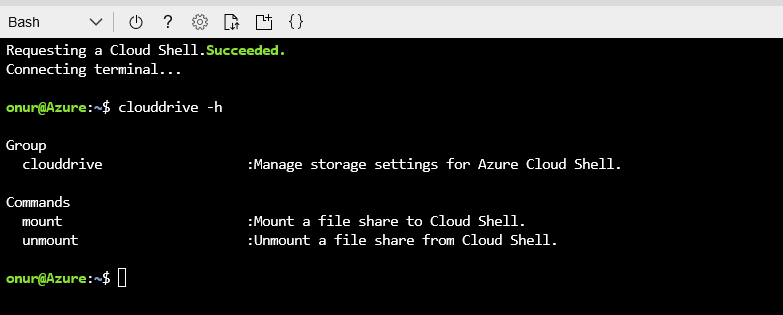 Bash ? {}
Requesting a Cloud Shell.Succeeded.
Connecting terminal...
onur@Azure:~$ clouddrive -h
Group
clouddrive :Manage storage settings for Azure Cloud Shell.
Commands
mount :Mount a file share to Cloud Shell.
unmount :Unmount a file share from Cloud Shell.
onur@Azure:~$